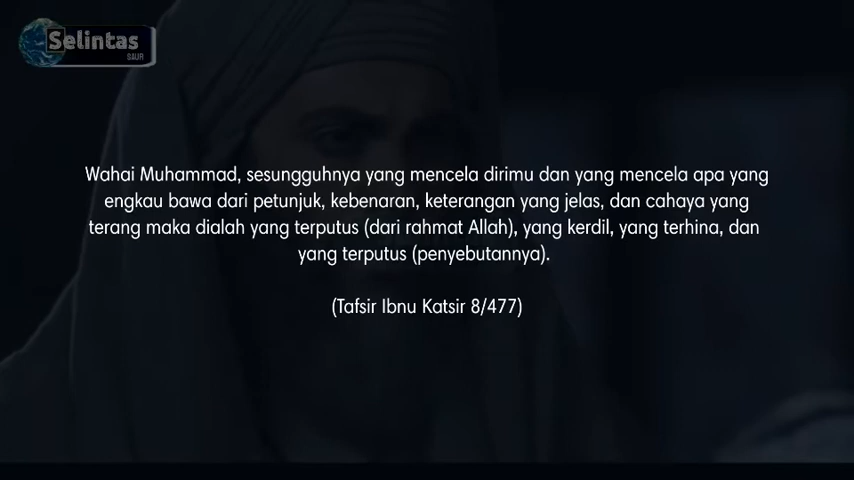 Selintas
SAUR
Wahai Muhammad, sesungguhnya yang mencela dirimu dan yang mencela apa yang
engkau bawa dari petunjuk, kebenaran, keterangan yang jelas, dan cahaya yang
terang maka dialah yang terputus (dari rahmat Allah), yang kerdil, yang terhina, dan
yang terputus (penyebutannya).
(Tafsir Ibnu Katsir 8/477)